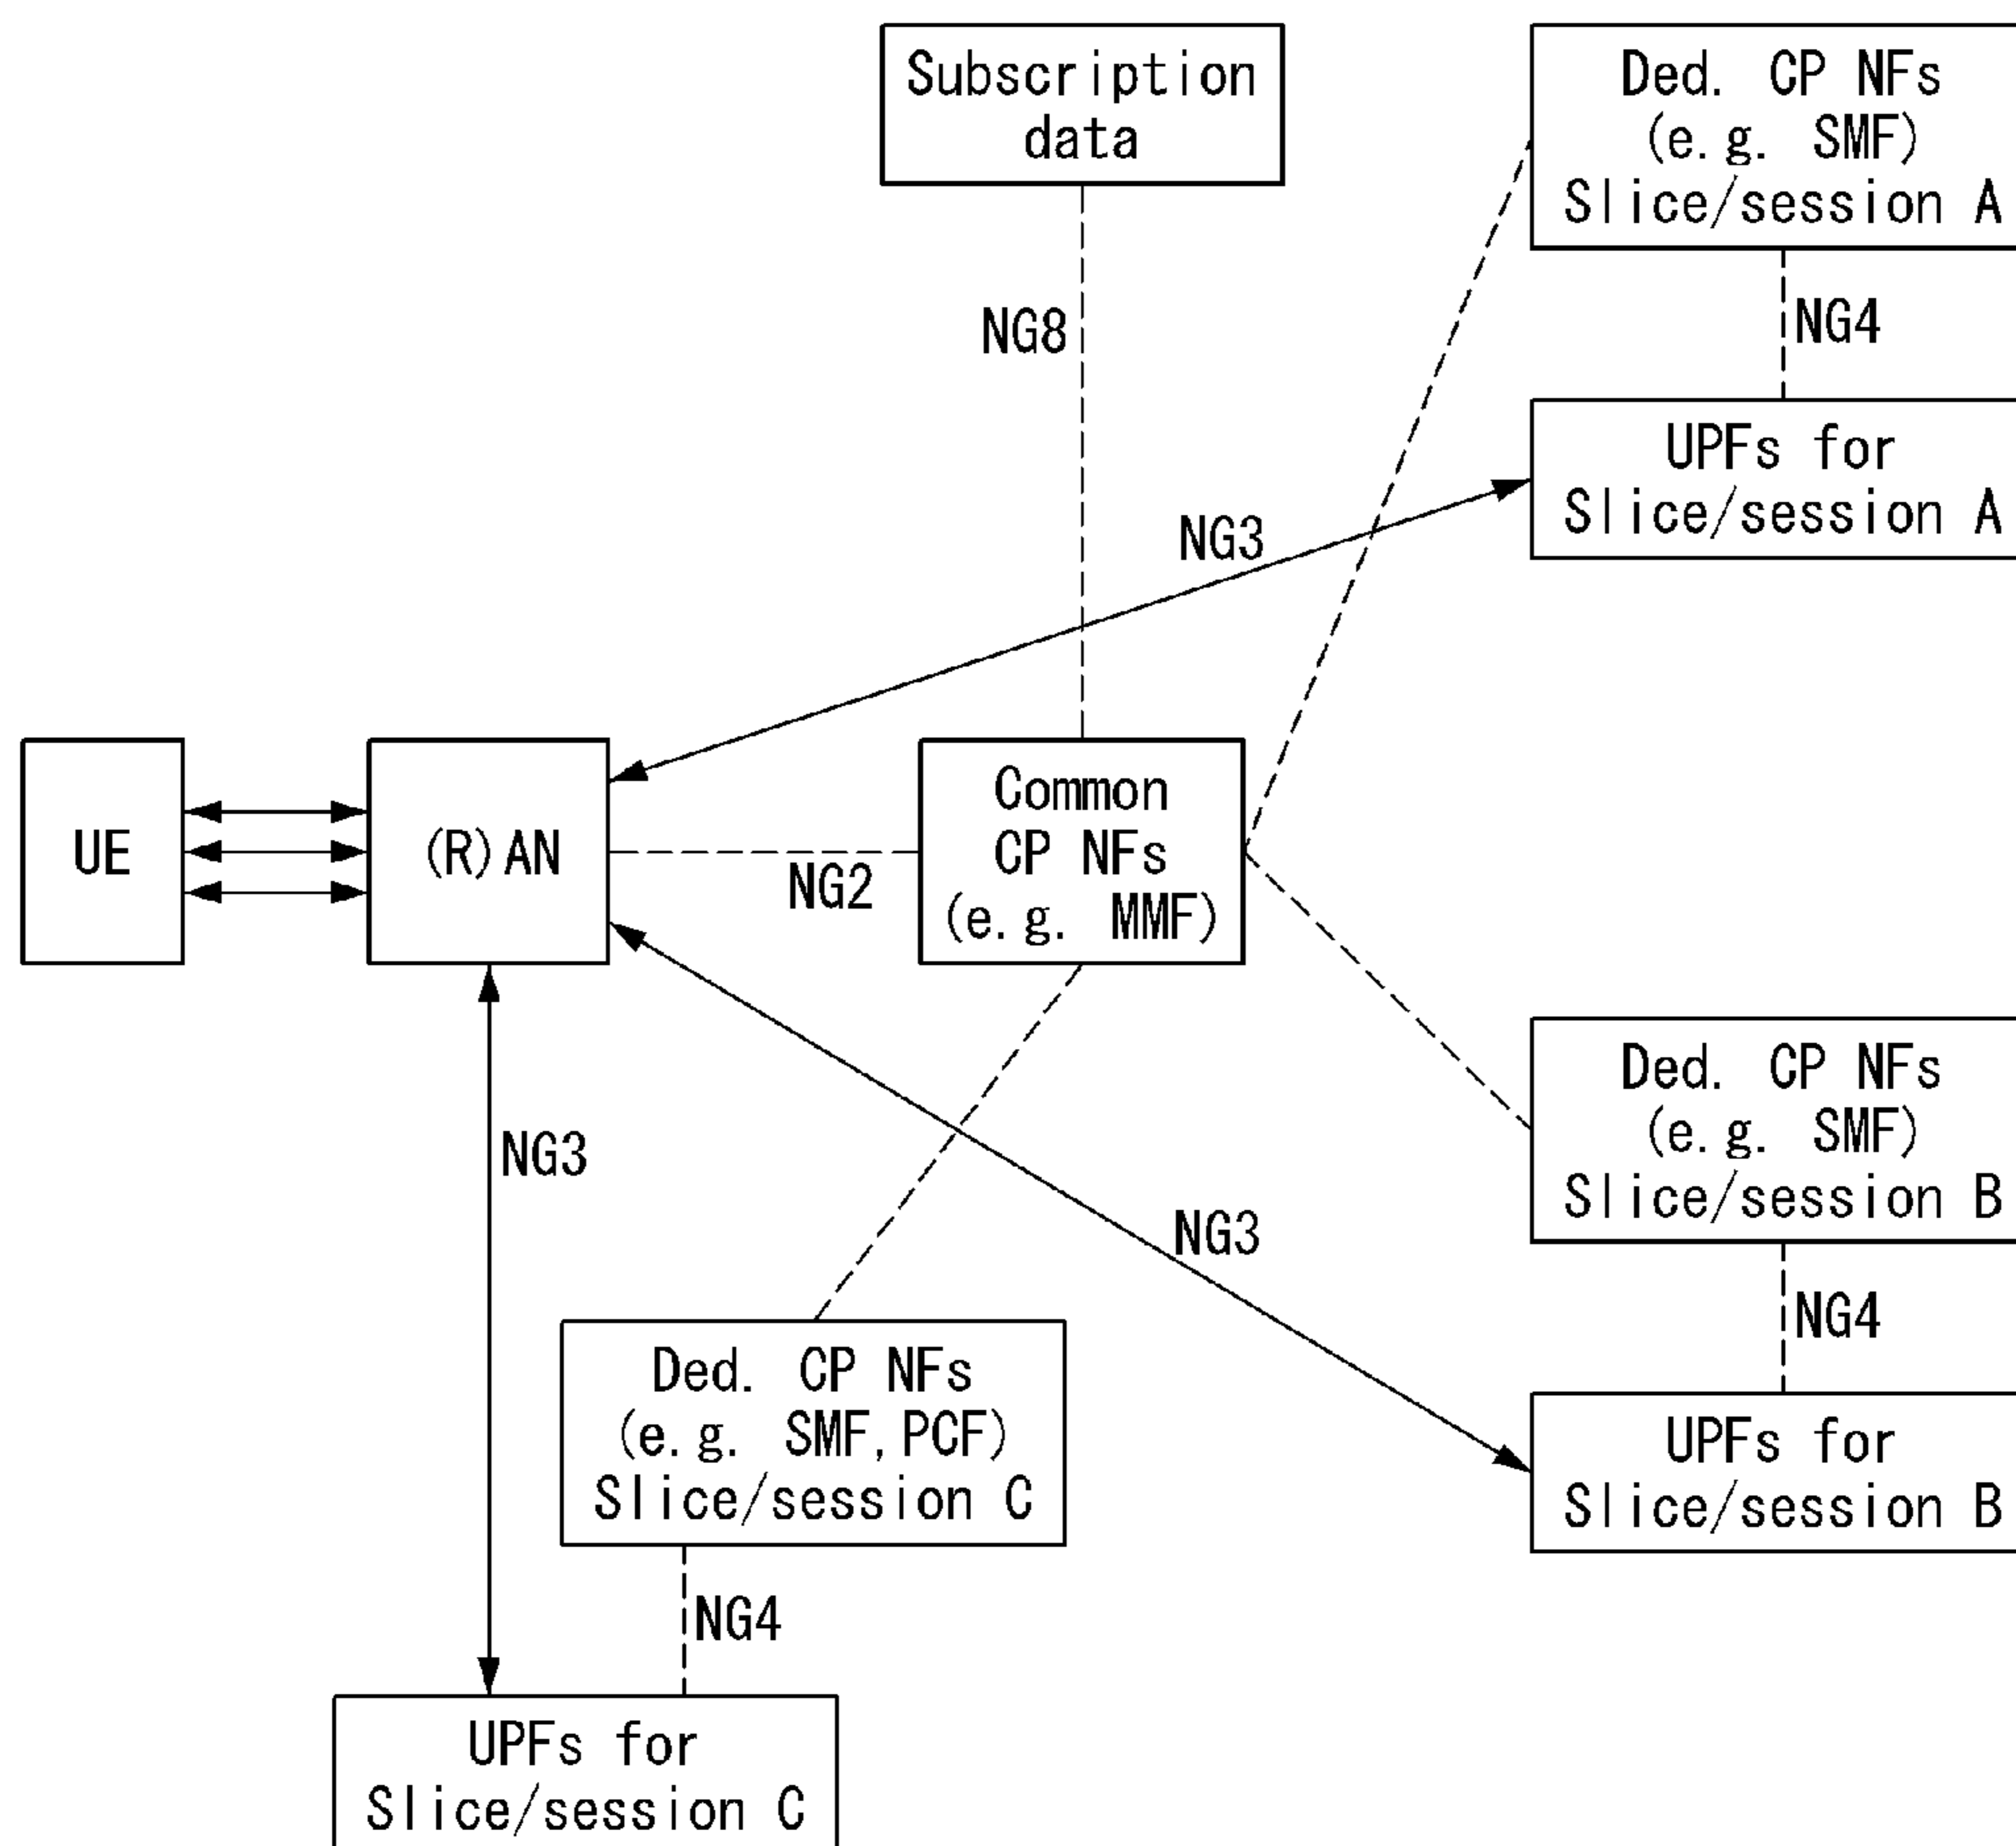 Subscription
data
Ded. CP NFs
(e.g. SMF)
Slice/session A
NG8
NG4
UPFs for
Slice/session A
NG3
UE
(R)AN
NG2
Common
CP NFs
(e.g. MMF)
Ded. CP NFs
(e.g. SMF)
Slice/session B
NG3
NG3
NG4
Ded. CP NFs
(e.g. SMF,PCF)
Slice/session C
UPFs for
Slice/session B
NG4
UPFs for
Slice/session C